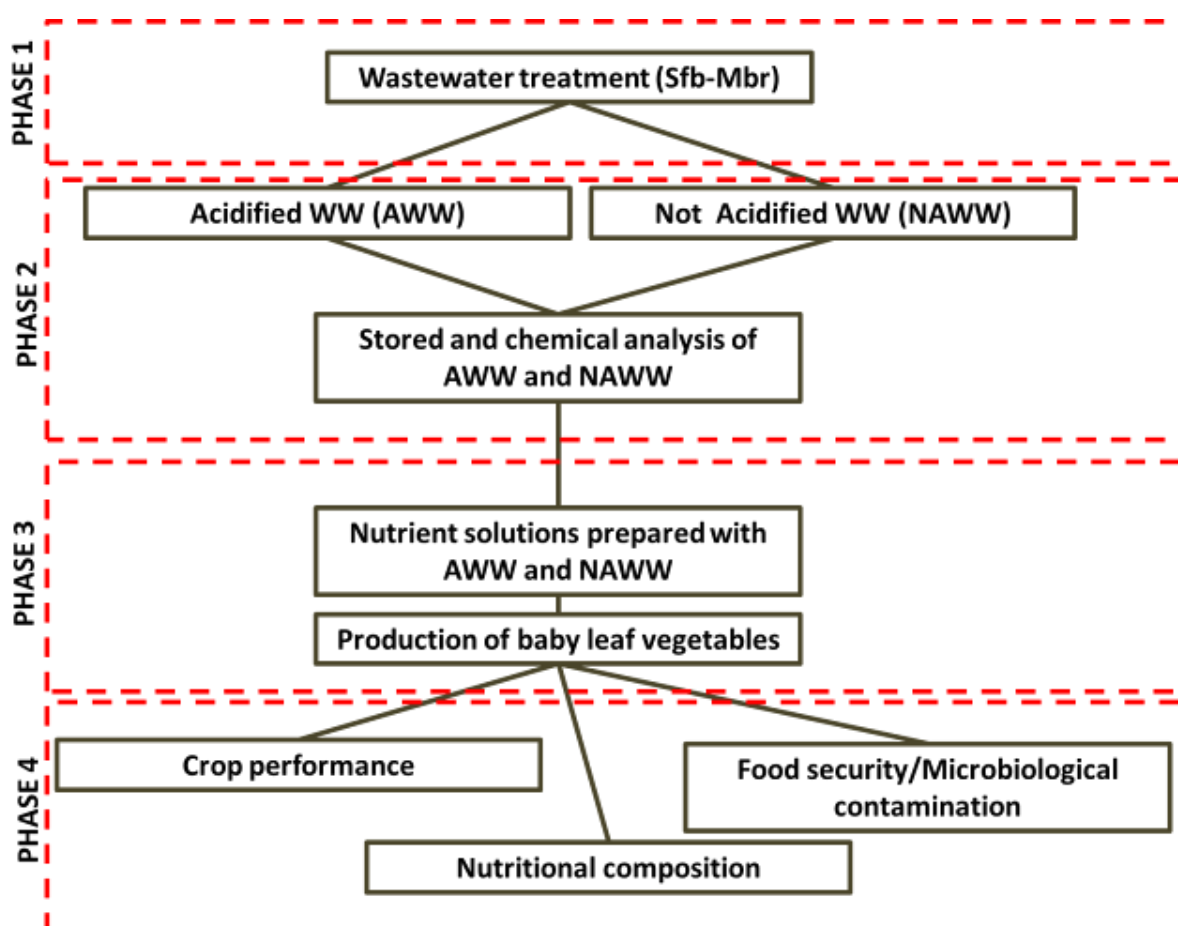 PHASE 1
Wastewater treatment (Sfb-Mbr)
PHASE 2
Acidified WW (AWW)
Not Acidified WW (NAWW)
Stored and chemical analysis of
AWW and NAWW
PHASE 3
Nutrient solutions prepared with
AWW and NAWW
Production of baby leaf vegetables
PHASE 4
Crop performance
Food security/Microbiological
contamination
Nutritional composition